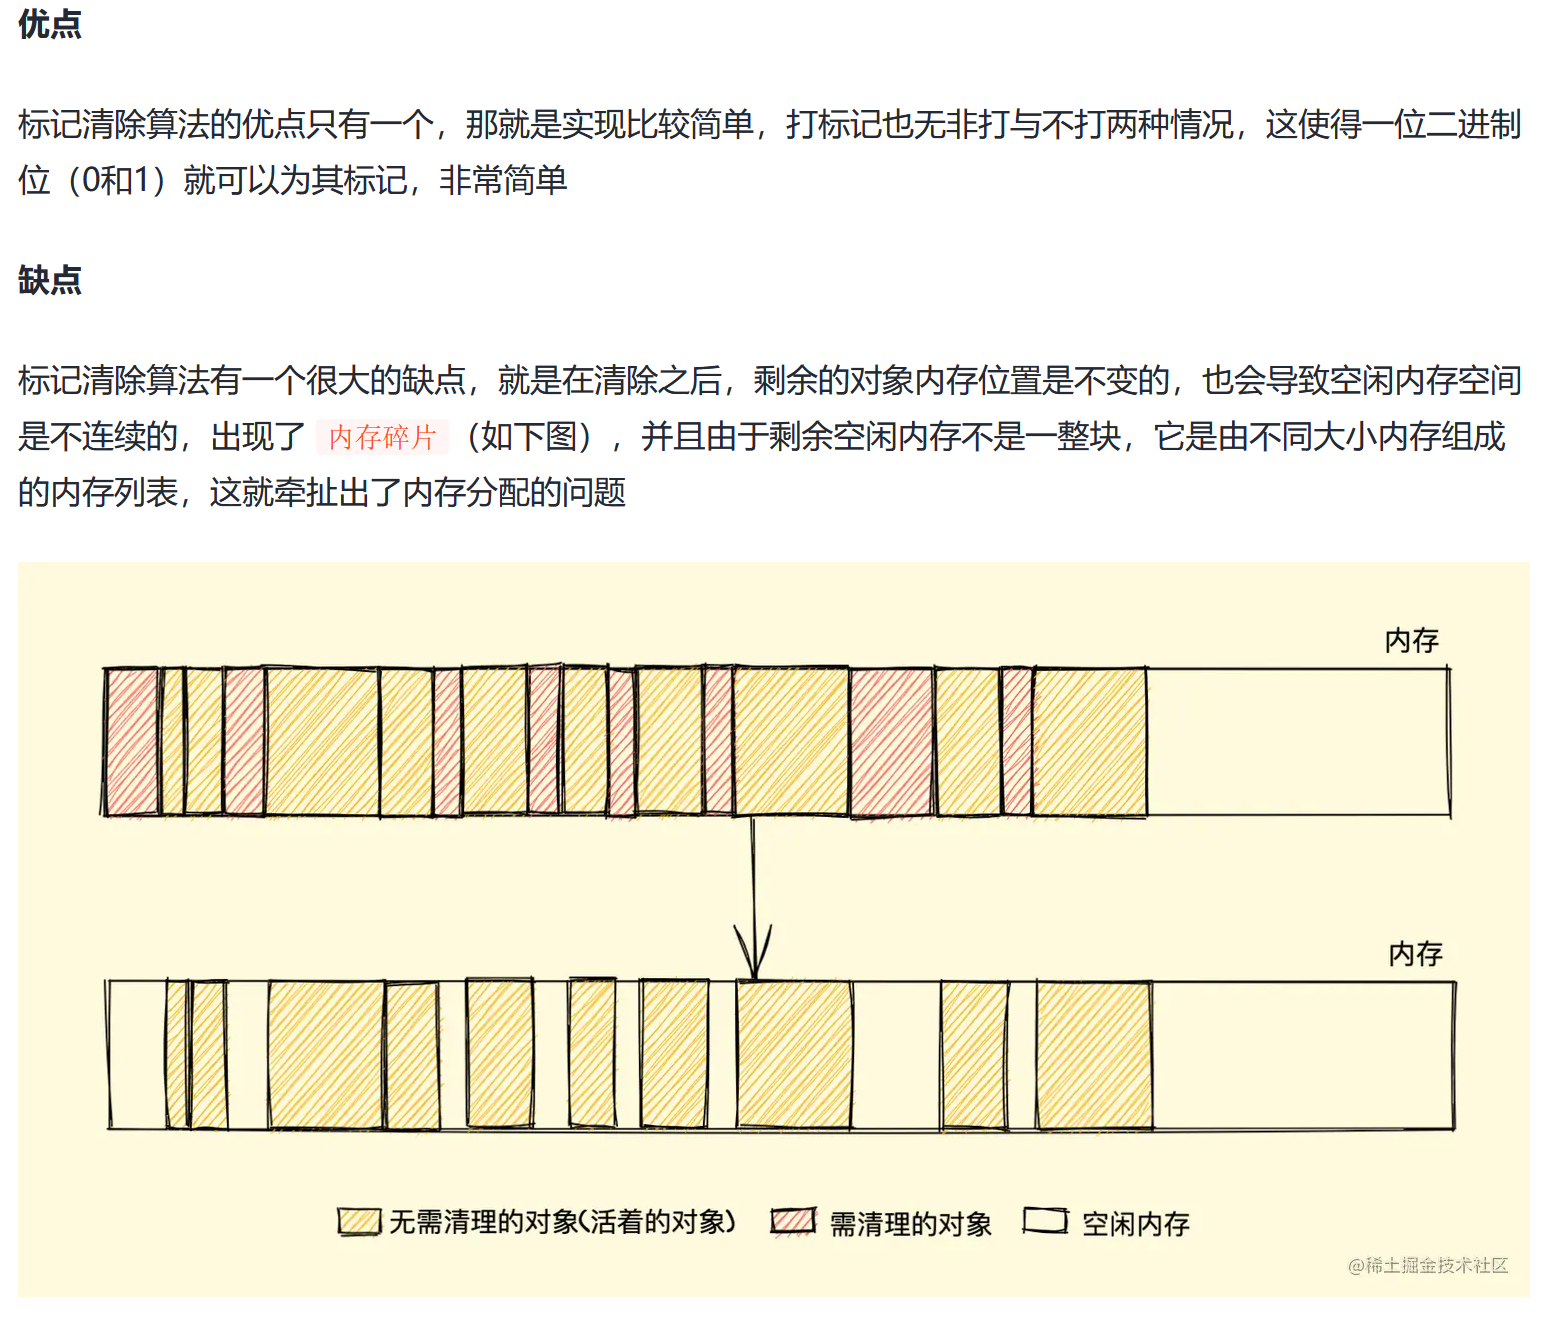 优点
标记清除算法的优点只有一个，那就是实现比较简单，打标记也无非打与不打两种情况，这使得一位二进制
位（0和1）就可以为其标记，非常简单
缺点
标记清除算法有一个很大的缺点，就是在清除之后，剩余的对象内存位置是不变的，也会导致空闲内存空间
是不连续的，出现了 内存碎片（如下图），并且由于剩余空闲内存不是一整块，它是由不同大小内存组成
的内存列表，这就牵扯出了内存分配的问题
内存
内存
无需清理的对象(活着的对象) 需清理的对象 空闲内存
@稀土掘金技术社区